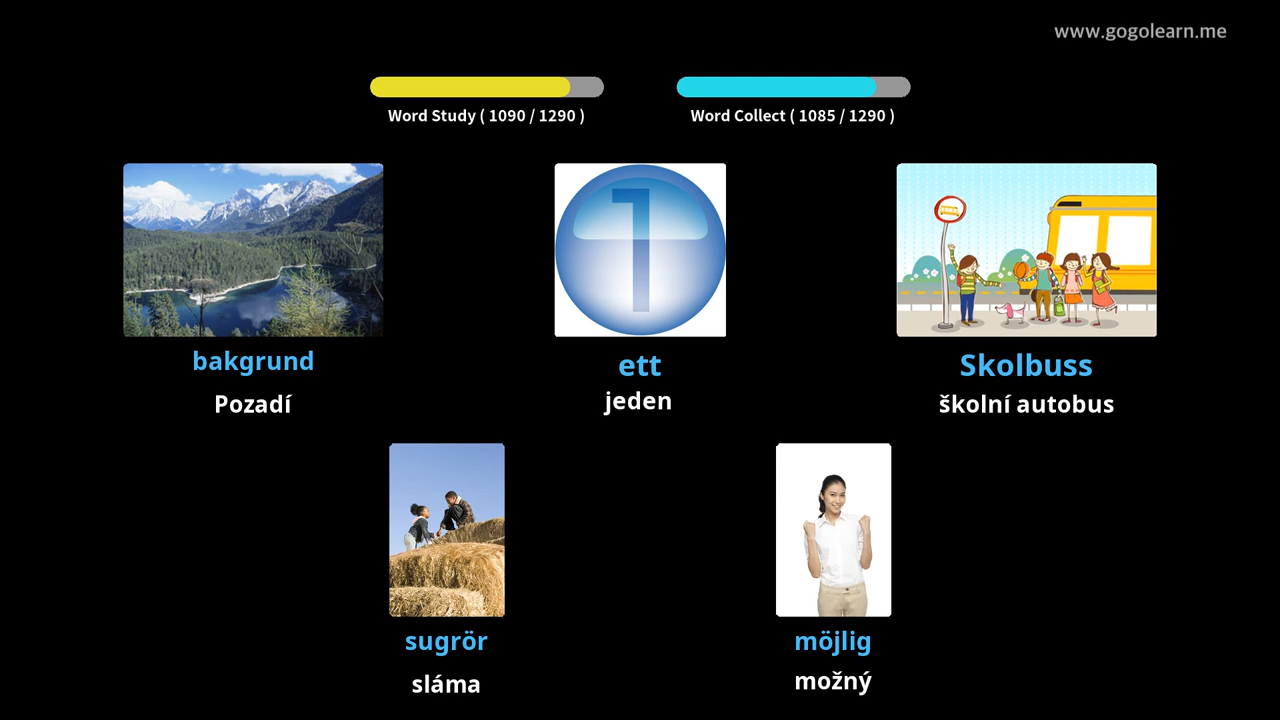 www.gogolearn.me
Word Study ( 1090 / 1290 )
Word Collect ( 1085 / 1290 )
1
bakgrund
Pozadí
ett
jeden
Skolbuss
školní autobus
sugrör
sláma
möjlig
možný